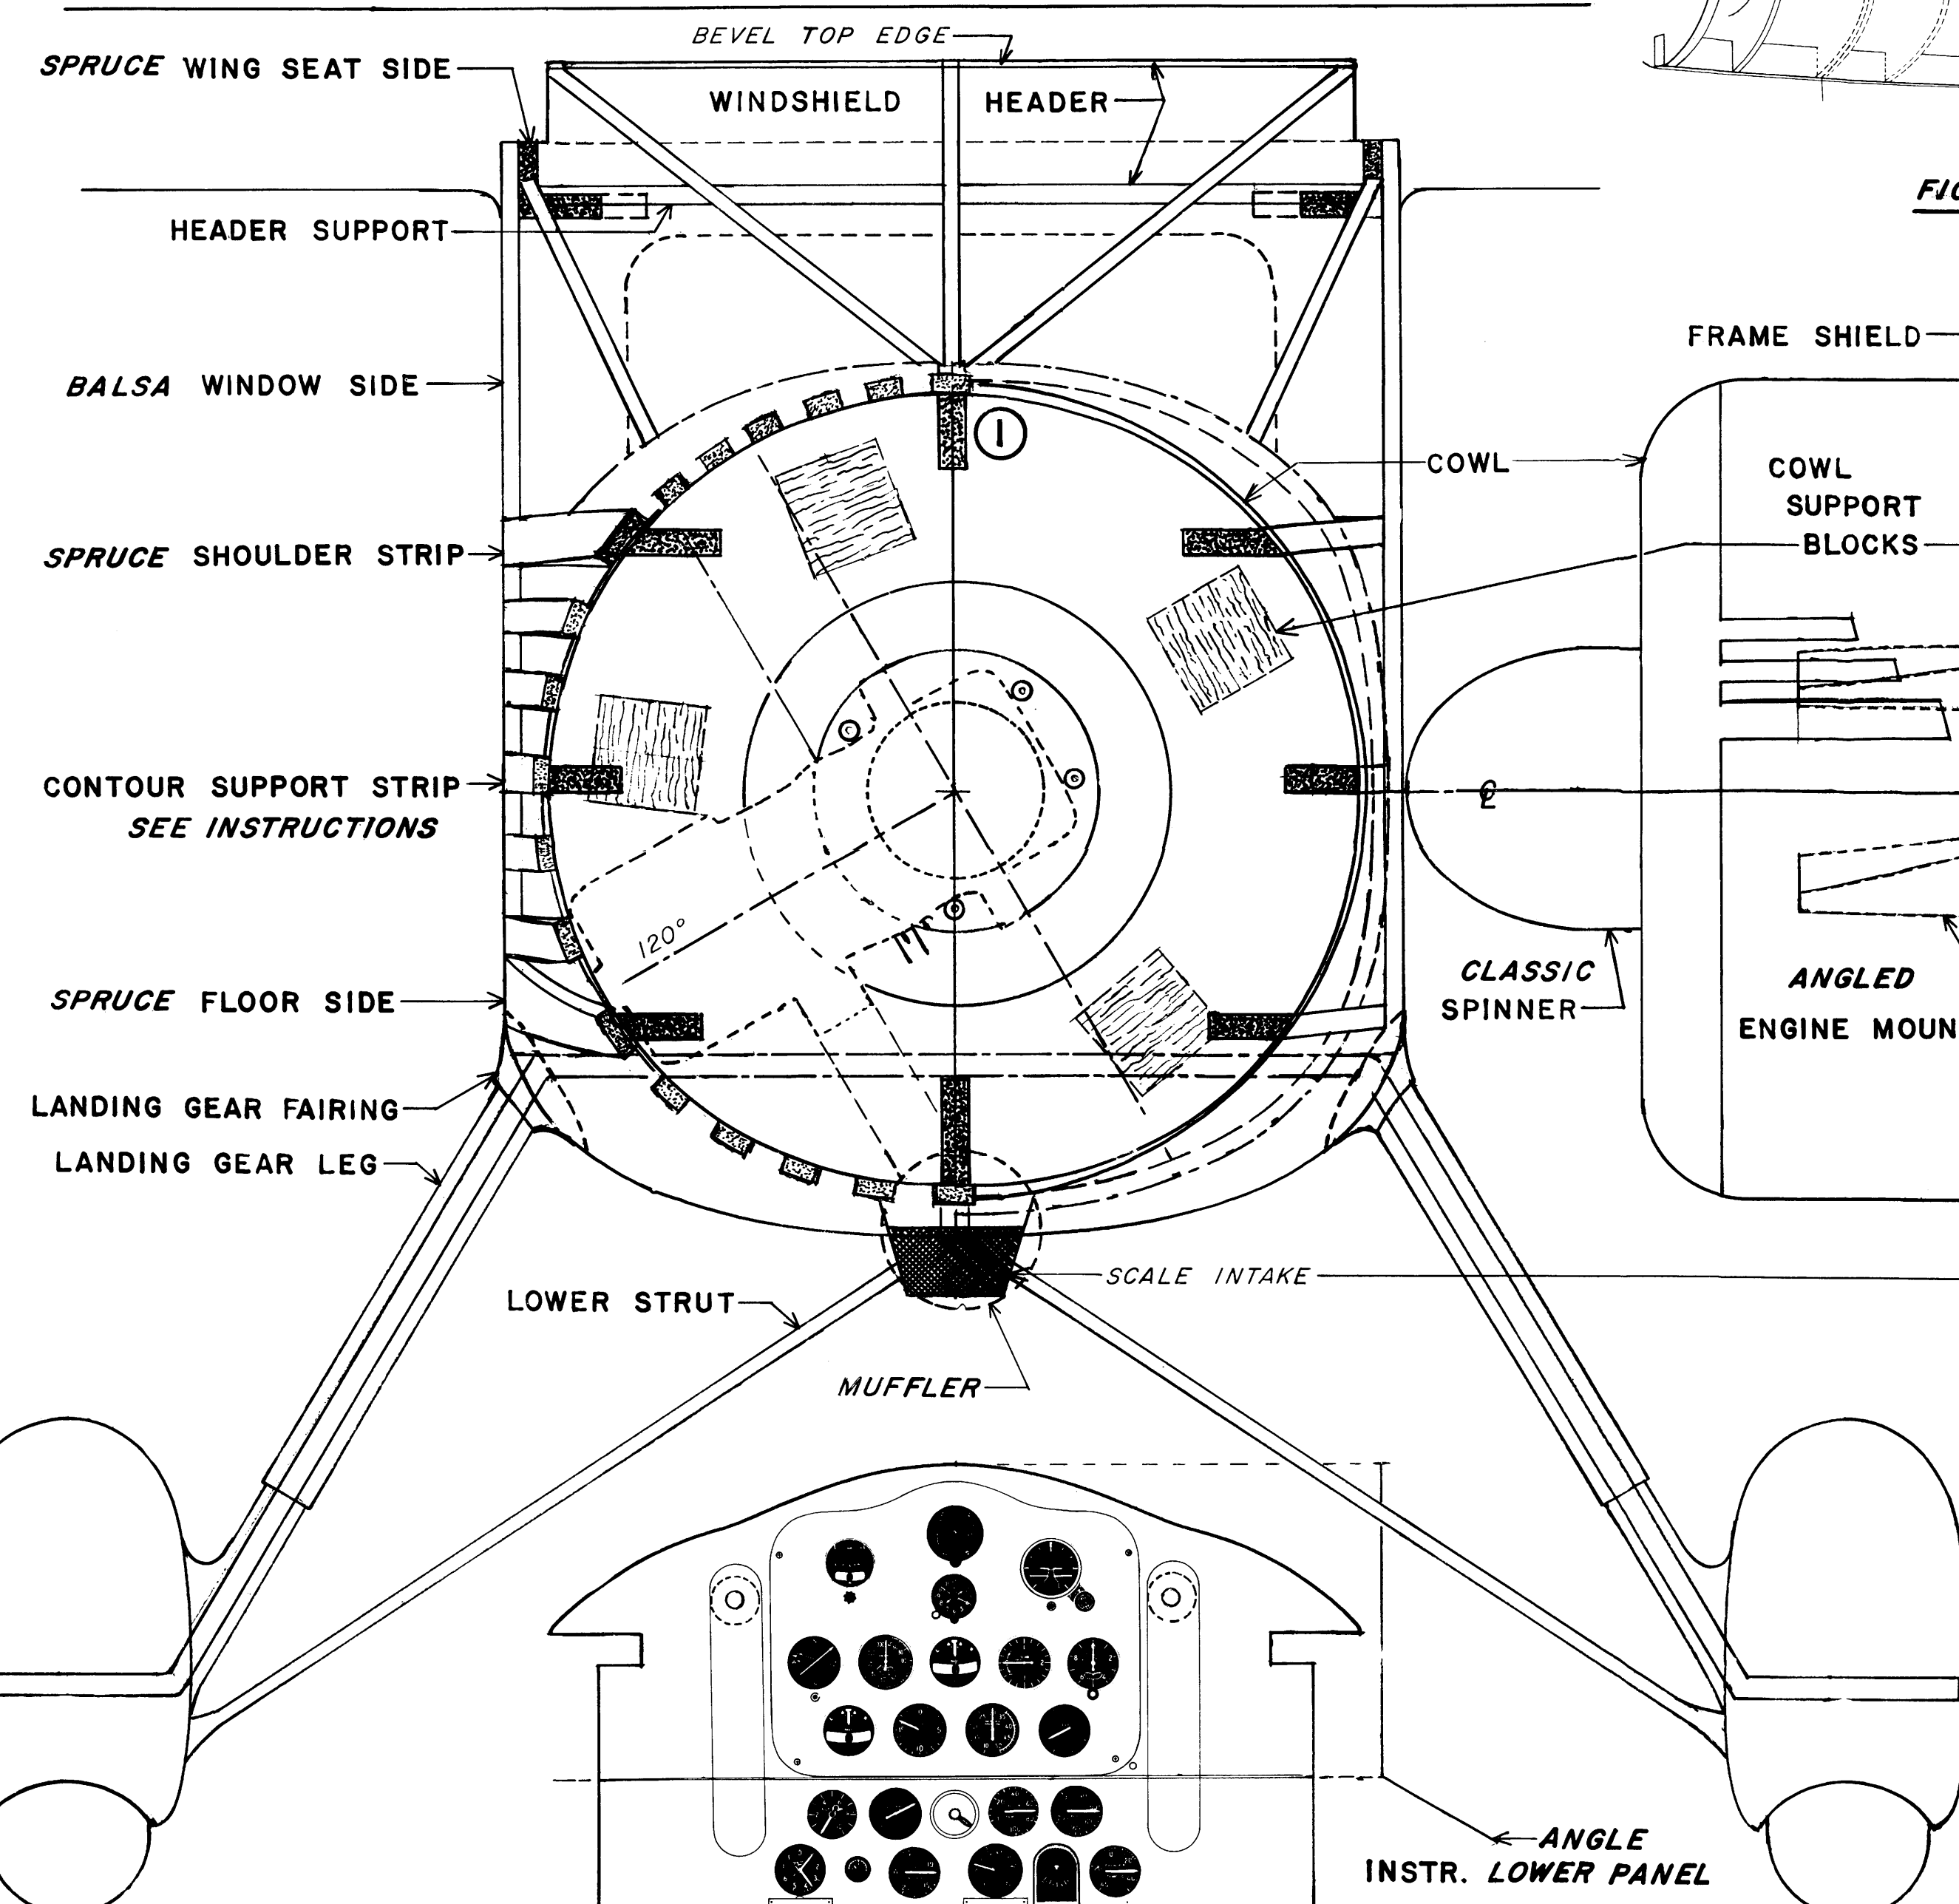 BEVEL TOP EDGE
SPRUCE WING SEAT SIDE
WINDSHIELD HEADER
HEADER SUPPORT
FRAME SHIELD
BALSA WINDOW SIDE
1
COWL
COWL
SUPPORT
BLOCKS
SPRUCE SHOULDER STRIP
CONTOUR SUPPORT STRIP
SEE INSTRUCTIONS
℄
120°
CLASSIC
SPINNER
ANGLED
SPRUCE FLOOR SIDE
LANDING GEAR FAIRING
LANDING GEAR LEG
SCALE INTAKE
LOWER STRUT
MUFFLER
ANGLE
INSTR. LOWER PANEL